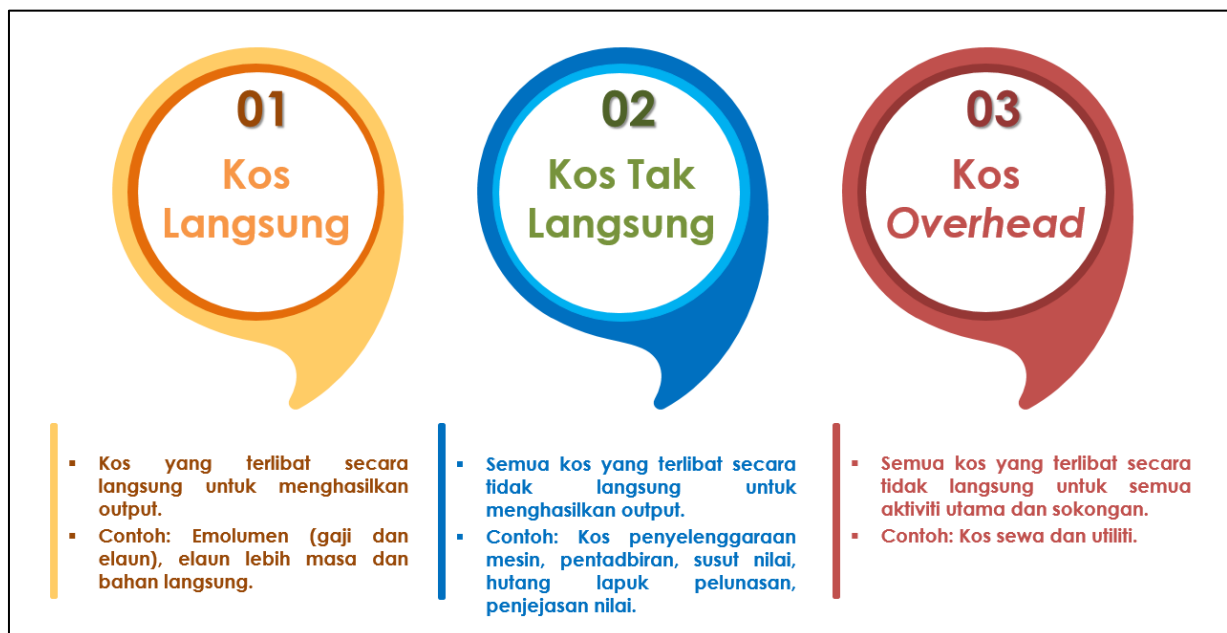 01
Kos
Langsung
02
Kos Tak
Langsung
03
Kos
Overhead
▪ Kos yang terlibat secara
langsung untuk menghasilkan
output.
▪ Contoh: Emolumen (gaji dan
elaun), elaun lebih masa dan
bahan langsung.
▪ Semua kos yang terlibat secara
tidak langsung untuk
menghasilkan output.
▪ Contoh: Kos penyelenggaraan
mesin, pentadbiran, susut nilai,
hutang lapuk pelunasan,
penjejasan nilai.
▪ Semua kos yang terlibat secara
tidak langsung untuk semua
aktiviti utama dan sokongan.
▪ Contoh: Kos sewa dan utiliti.